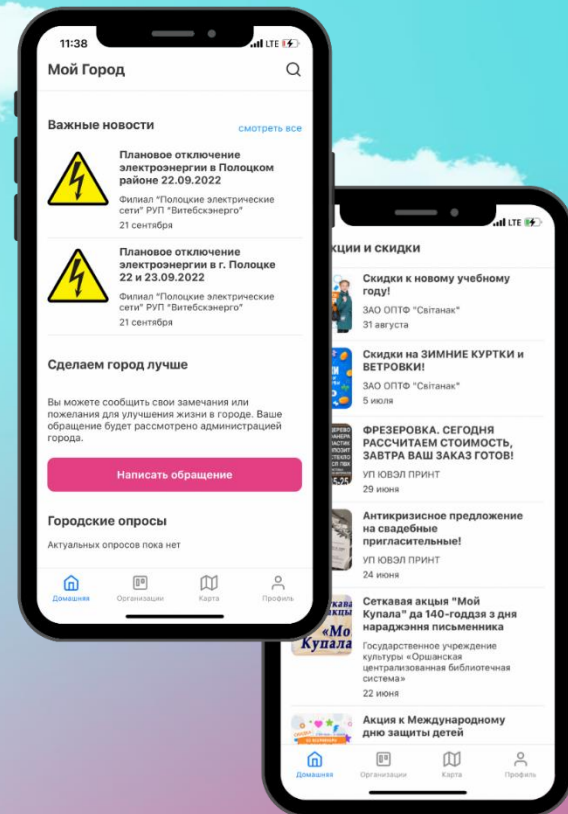 11:38
LTE
Мой Город
Важные новости
смотреть все
Плановое отключение
электроэнергии в Полоцком
районе 22.09.2022
Филиал "Полоцкие электрические
сети" РУП "Витебскэнерго"
21 сентября
Плановое отключение
электроэнергии в г. Полоцке
22 и 23.09.2022
Филиал "Полоцкие электрические
сети" РУП "Витебскэнерго"
21 сентября
Сделаем город лучше
Вы можете сообщить свои замечания или
пожелания для улучшения жизни в городе. Ваше
обращение будет рассмотрено администрацией
города.
Написать обращение
Городские опросы
Актуальных опросов пока нет
Домашняя
Организации
Карта
Профиль
LTE
кции и скидки
Скидки к новому учебному
году!
ЗАО ОПТФ "Світанак"
31 августа
Скидки на ЗИМНИЕ КУРТКИ и
ВЕТРОВКИ!
ЗАО ОПТФ "Світанак"
5 июля
ФРЕЗЕРОВКА. СЕГОДНЯ
РАССЧИТАЕМ СТОИМОСТЬ,
ЗАВТРА ВАШ ЗАКАЗ ГОТОВ!
УП ЮВЭЛ ПРИНТ
29 июня
Антикризисное предложение
на свадебные
пригласительные!
УП ЮВЭЛ ПРИНТ
24 июня
«Мо
Купала
Сеткавая акцыя "Мой
Купала" да 140-годдзя з дня
нараджэння письменника
Государственное учреждение
культуры «Оршанская
централизованная библиотечная
система»
22 июня
Акция к Международному
дню защиты детей
Домашняя
Организации
Карта
Профиль